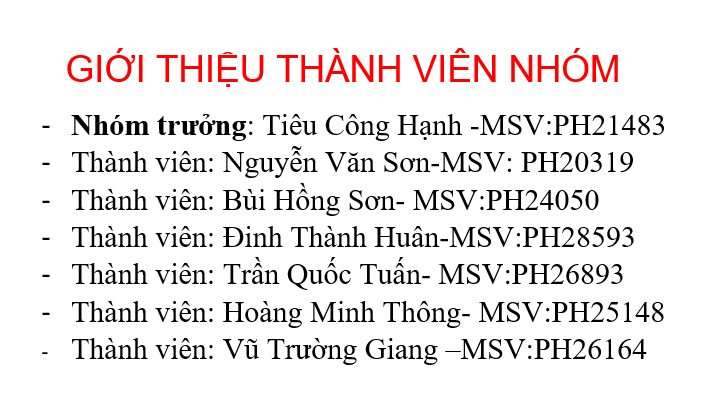 GIỚI THIỆU THÀNH VIÊN NHÓM
- Nhóm trưởng: Tiêu Công Hạnh -MSV:PH21483
- Thành viên: Nguyễn Văn Sơn-MSV: PH20319
- Thành viên: Bùi Hồng Sơn- MSV:PH24050
- Thành viên: Đinh Thành Huân-MSV:PH28593
- Thành viên: Trần Quốc Tuấn- MSV:PH26893
- Thành viên: Hoàng Minh Thông- MSV:PH25148
- Thành viên: Vũ Trường Giang –MSV:PH26164